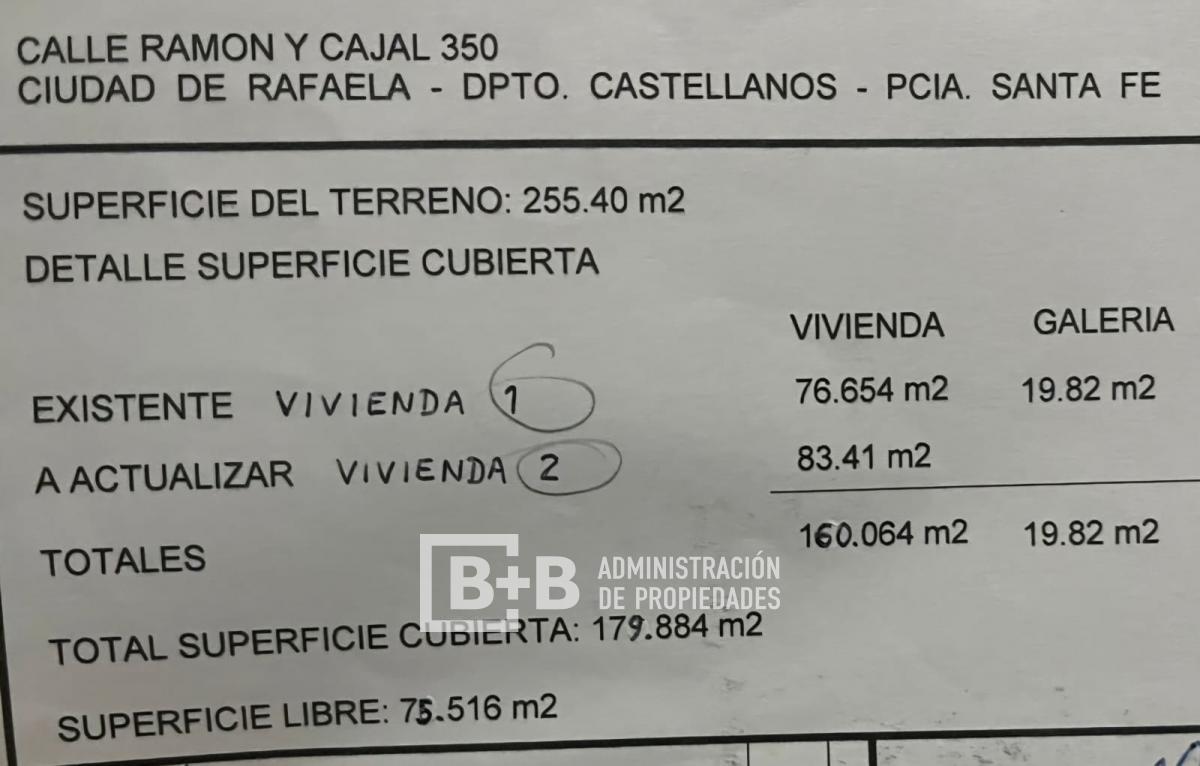 CALLE RAMON Y CAJAL 350
CIUDAD DE RAFAELA - DPTO. CASTELLANOS - PCIA. SANTA FE
SUPERFICIE DEL TERRENO: 255.40 m2
DETALLE SUPERFICIE CUBIERTA
VIVIENDA GALERIA
EXISTENTE VIVIENDA 1 76.654 m2 19.82 m2
A ACTUALIZAR VIVIENDA 2 83.41 m2
TOTALES 160.064 m2 19.82 m2
B+B ADMINISTRACIÓN
DE PROPIEDADES
TOTAL SUPERFICIE CUBIERTA: 179.884 m2
SUPERFICIE LIBRE: 75.516 m2